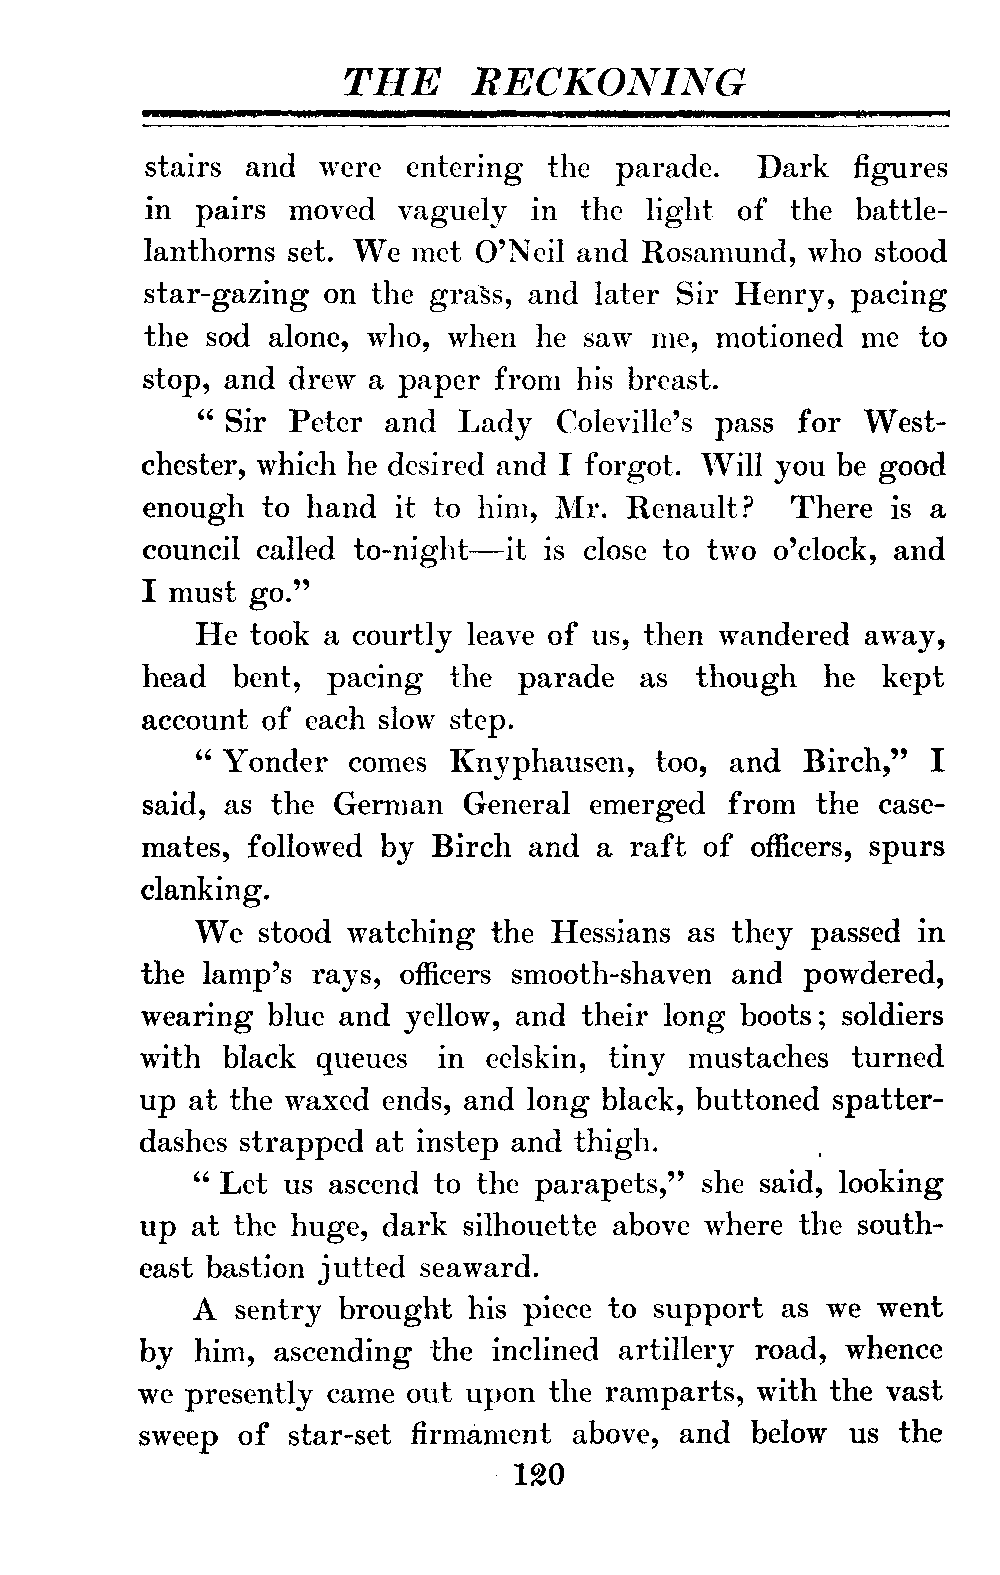 THE RECKONING
stairs and were entering the parade. Dark figures
in pairs moved vaguely in the light of the battle-
lanthorns set. We met O’Neil and Rosamund, who stood
star-gazing on the grass, and later Sir Henry, pacing
the sod alone, who, when he saw me, motioned me to
stop, and drew a paper from his breast.
“ Sir Peter and Lady Coleville’s pass for West-
chester, which he desired and I forgot. Will you be good
enough to hand it to him, Mr. Renault? There is a
council called to-night—it is close to two o’clock, and
I must go.”
He took a courtly leave of us, then wandered away,
head bent, pacing the parade as though he kept
account of each slow step.
“ Yonder comes Knyphausen, too, and Birch,” I
said, as the German General emerged from the case-
mates, followed by Birch and a raft of officers, spurs
clanking.
We stood watching the Hessians as they passed in
the lamp’s rays, officers smooth-shaven and powdered,
wearing blue and yellow, and their long boots; soldiers
with black queues in eelskin, tiny mustaches turned
up at the waxed ends, and long black, buttoned spatter-
dashes strapped at instep and thigh.
“ Let us ascend to the parapets,” she said, looking
up at the huge, dark silhouette above where the south-
east bastion jutted seaward.
A sentry brought his piece to support as we went
by him, ascending the inclined artillery road, whence
we presently came out upon the ramparts, with the vast
sweep of star-set firmament above, and below us the
120